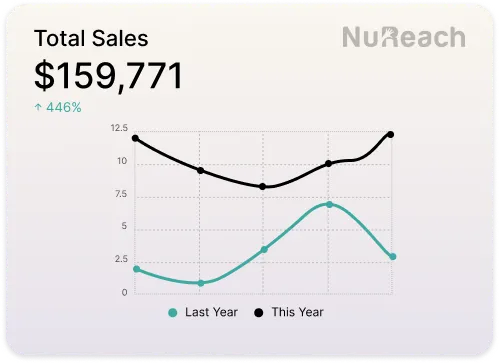 Total Sales
NuReach
$159,771
↑ 446%
12.5
10
7.5
5
2.5
0
Last Year
This Year